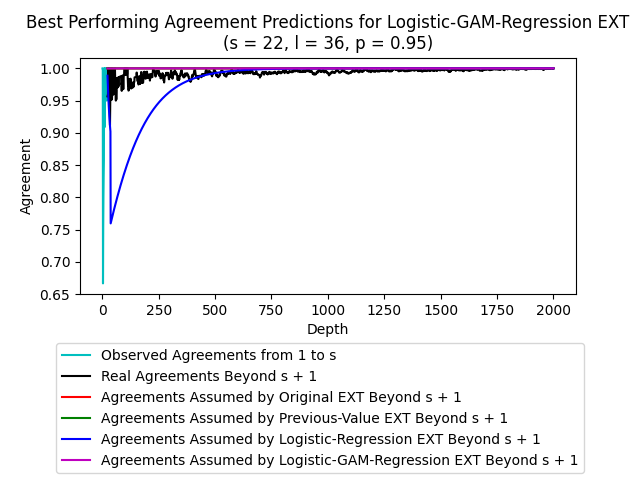 Best Performing Agreement Predictions for Logistic-GAM-Regression EXT
(s = 22, l = 36, p = 0.95)
1.00
0.95
0.90
0.85
0.80
0.75
0.70
0.65
Agreement
0
250
500
750
1000
1250
1500
1750
2000
Depth
Observed Agreements from 1 to s
Real Agreements Beyond s + 1
Agreements Assumed by Original EXT Beyond s + 1
Agreements Assumed by Previous-Value EXT Beyond s + 1
Agreements Assumed by Logistic-Regression EXT Beyond s + 1
Agreements Assumed by Logistic-GAM-Regression EXT Beyond s + 1